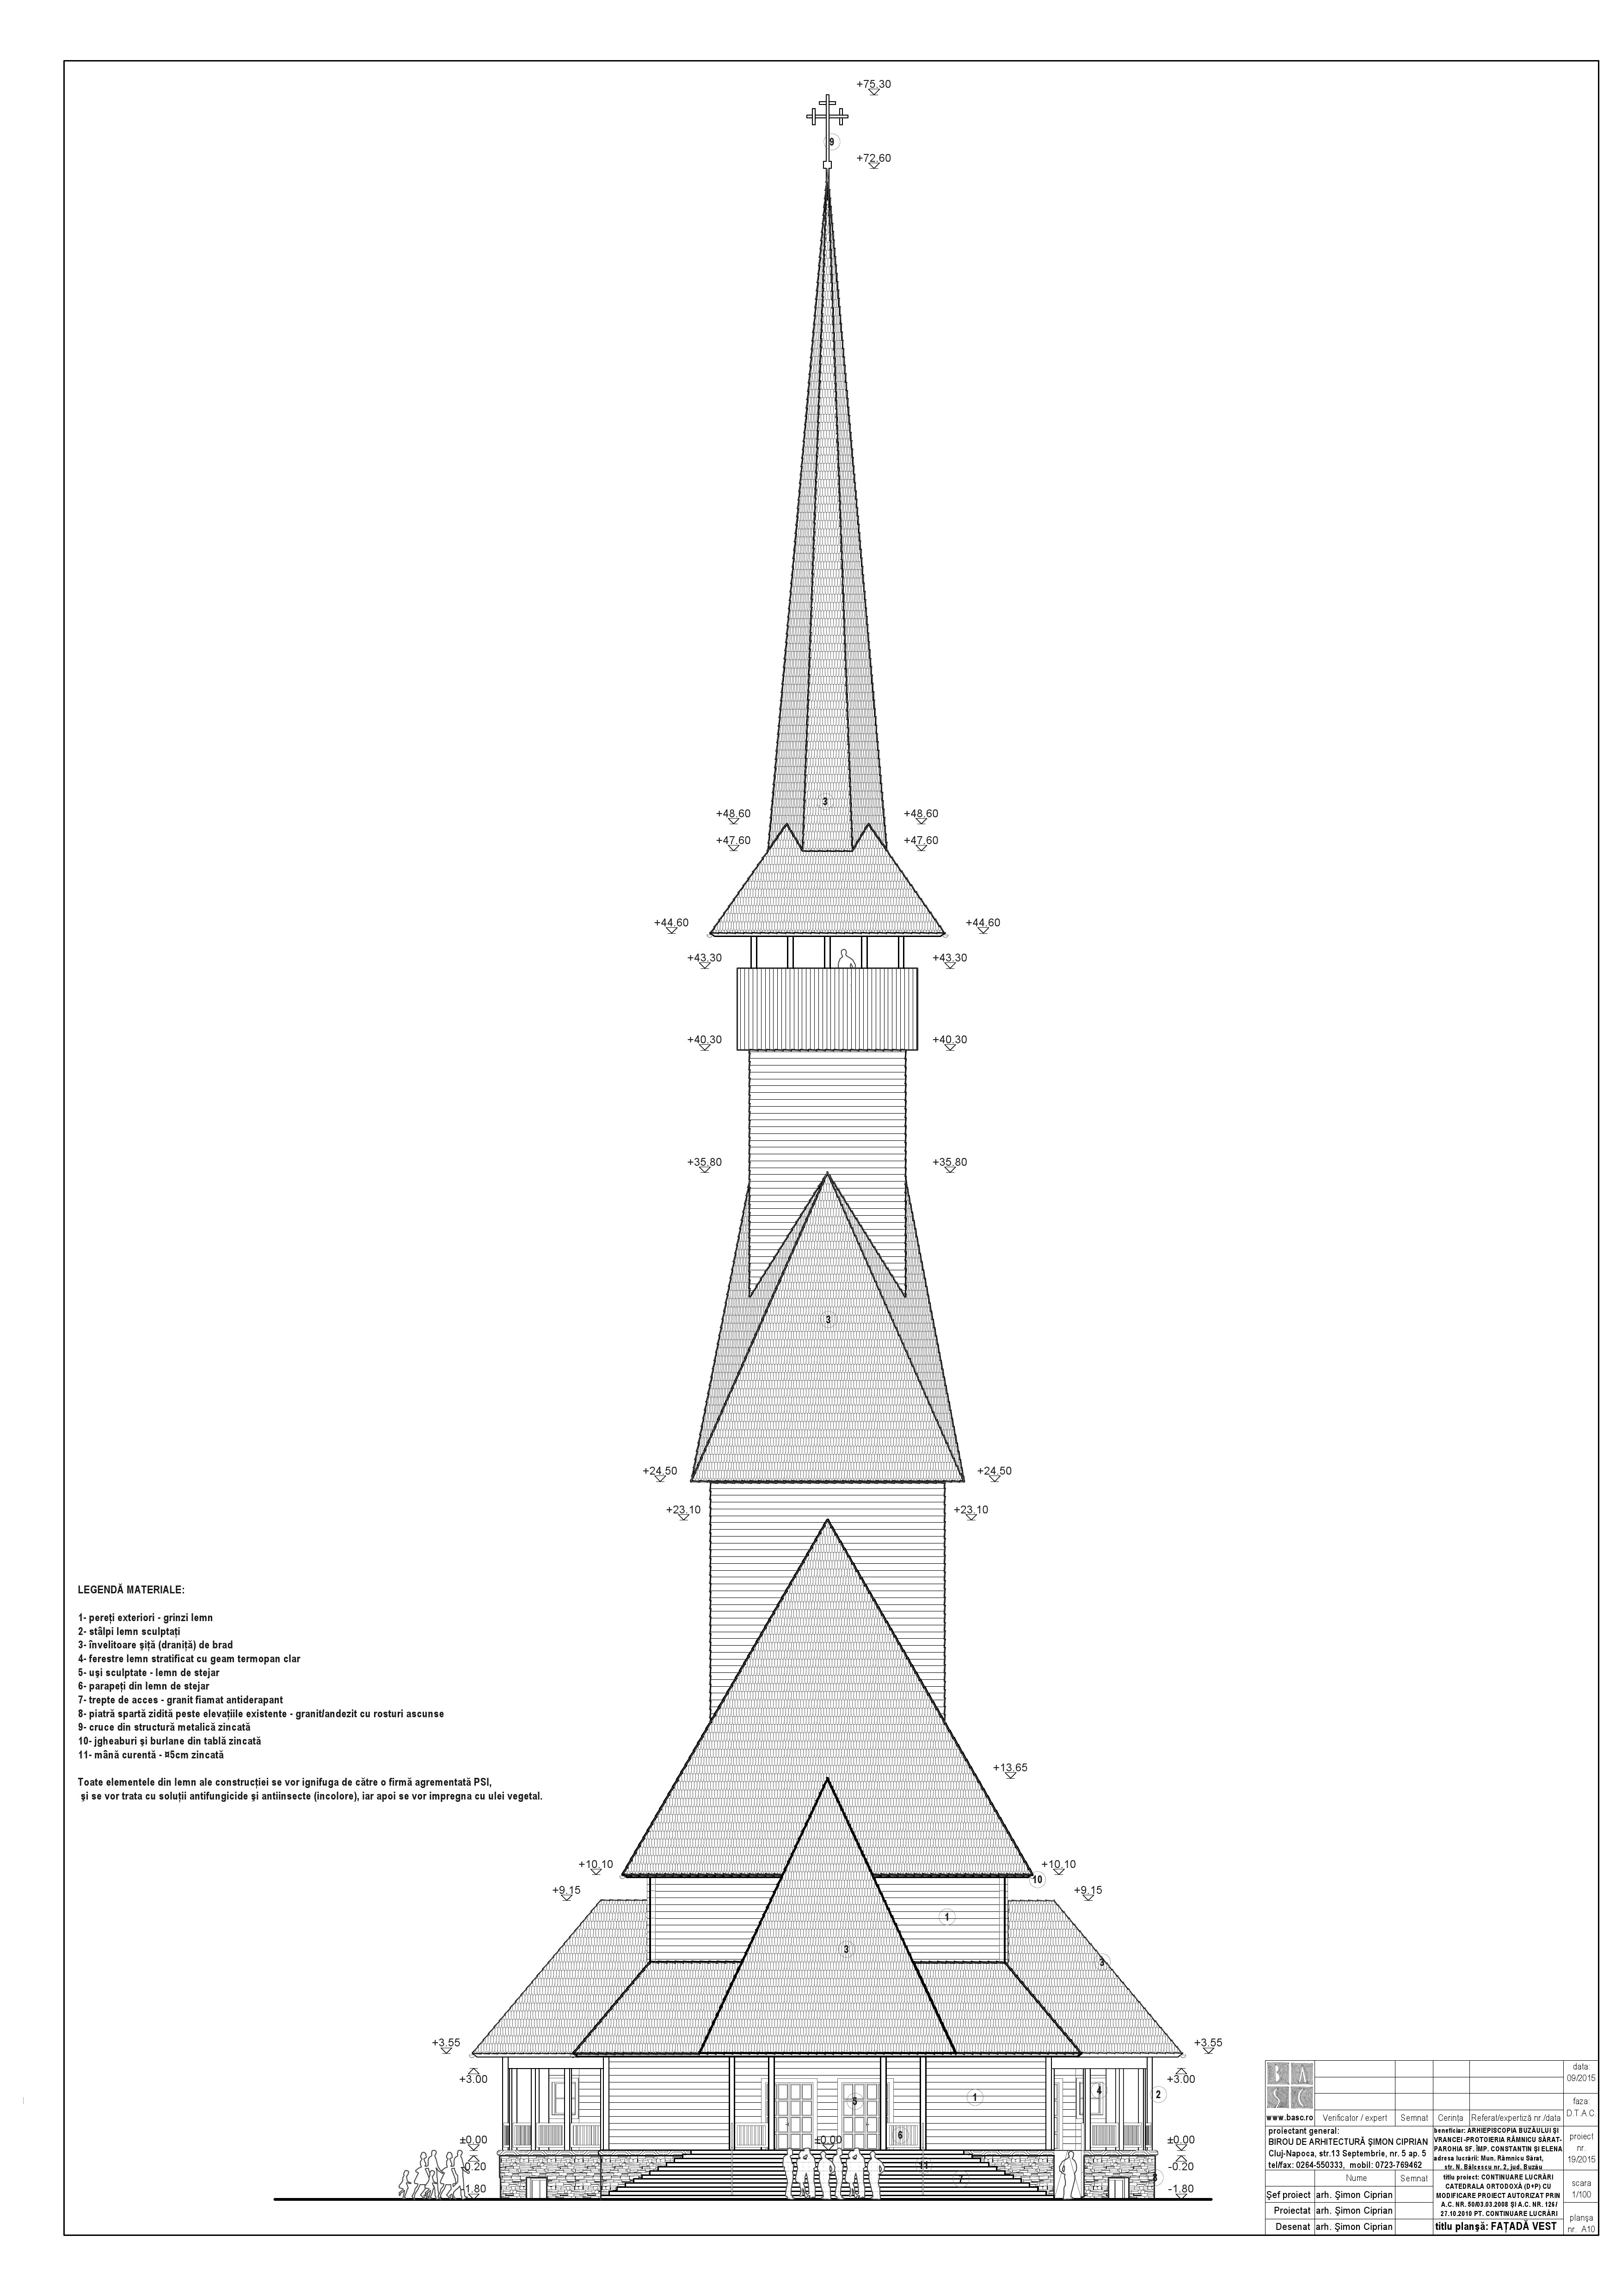 +75,30
9
+72,60
3
+48,60
+48,60
+47,60
+47,60
+44,60
+44,60
+43,30
+43,30
+40,30
+40,30
+35,80
+35,80
3
+24,50
+24,50
+23,10
+23,10
LEGENDĂ MATERIALE:
1- pereți exteriori - grinzi lemn
2- stâlpi lemn sculptați
3- învelitoare șiță (draniță) de brad
4- ferestre lemn stratificat cu geam termopan clar
5- uși sculptate - lemn de stejar
6- parapeți din lemn de stejar
7- trepte de acces - granit fiamat antiderapant
8- piatră spartă zidită peste elevațiile existente - granit/andezit cu rosturi ascunse
9- cruce din structură metalică zincată
10- jgheaburi și burlane din tablă zincată
11- mână curentă - ¤5cm zincată
Toate elementele din lemn ale construcției se vor ignifuga de către o firmă agrementată PSI,
și se vor trata cu soluții antifungicide și antiinsecte (incolore), iar apoi se vor impregna cu ulei vegetal.
+13,65
+10,10
+10,10
10
+9,15
+9,15
1
3
3
+3,55
+3,55
+3.00
+3.00
4
2
5
1
6
±0.00
±0.00
±0.00
-0.20
-0.20
11
7
8
-1.80
-1.80
B A
S C
www.basc.ro
Verificator / expert
Semnat
Cerința
Referat/expertiză nr./data
data:
09/2015
faza:
D.T.A.C.
proiect
nr.
19/2015
scara
1/100
planșa
nr. A10
proiectant general:
BIROU DE ARHITECTURĂ ȘIMON CIPRIAN
Cluj-Napoca, str.13 Septembrie, nr. 5 ap. 5
tel/fax: 0264-550333, mobil: 0723-769462
beneficiar: ARHIEPISCOPIA BUZĂULUI ȘI
VRANCEI -PROTOIERIA RÂMNICU SĂRAT-
PAROHIA SF. ÎMP. CONSTANTIN ȘI ELENA
adresa lucrării: Mun. Râmnicu Sărat,
str. N. Bălcescu nr. 2, jud. Buzău
Nume
Semnat
Șef proiect arh. Șimon Ciprian
Proiectat arh. Șimon Ciprian
Desenat arh. Șimon Ciprian
titlu proiect: CONTINUARE LUCRĂRI
CATEDRALA ORTODOXĂ (D+P) CU
MODIFICARE PROIECT AUTORIZAT PRIN
A.C. NR. 50/03.03.2008 ȘI A.C. NR. 126/
27.10.2010 PT. CONTINUARE LUCRĂRI
titlu planșă: FAȚADĂ VEST